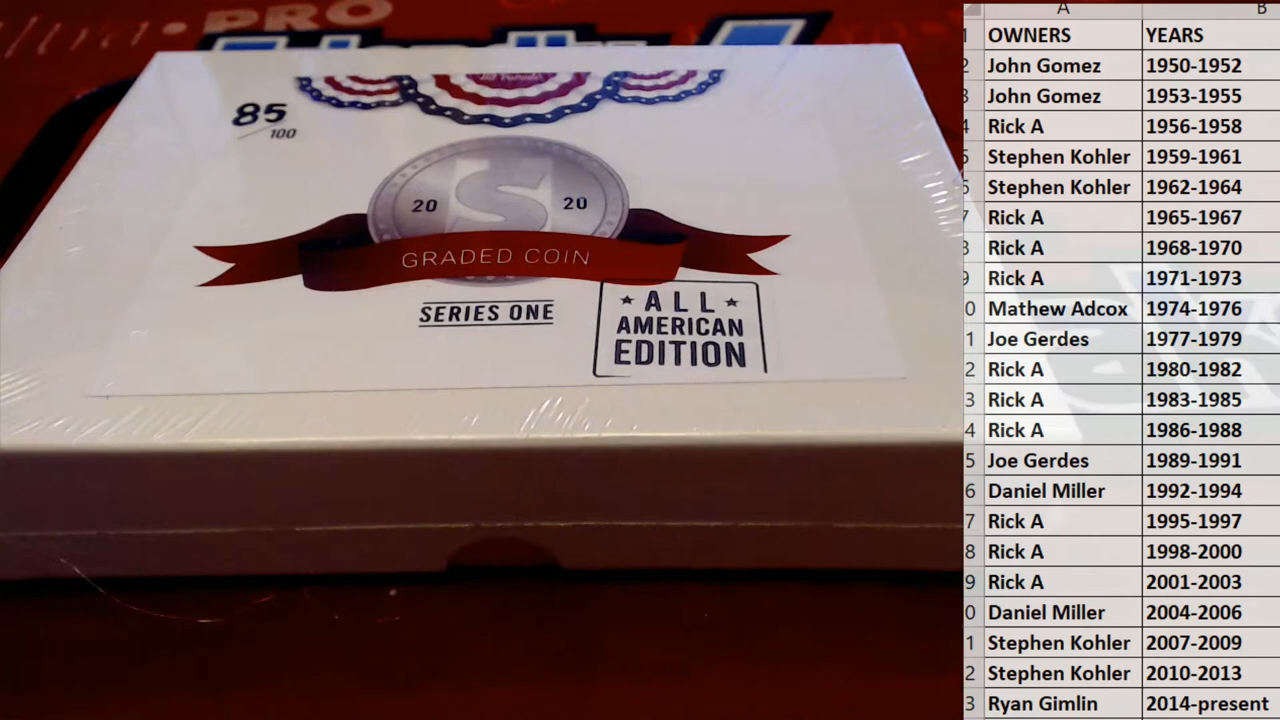 PRO
85
/100
20 S 20
GRADED COIN
SERIES ONE
ALL
AMERICAN
EDITION
A B
OWNERS YEARS
2 John Gomez 1950-1952
3 John Gomez 1953-1955
4 Rick A 1956-1958
5 Stephen Kohler 1959-1961
6 Stephen Kohler 1962-1964
7 Rick A 1965-1967
8 Rick A 1968-1970
9 Rick A 1971-1973
0 Mathew Adcox 1974-1976
1 Joe Gerdes 1977-1979
2 Rick A 1980-1982
3 Rick A 1983-1985
4 Rick A 1986-1988
5 Joe Gerdes 1989-1991
6 Daniel Miller 1992-1994
7 Rick A 1995-1997
8 Rick A 1998-2000
9 Rick A 2001-2003
0 Daniel Miller 2004-2006
1 Stephen Kohler 2007-2009
2 Stephen Kohler 2010-2013
3 Ryan Gimlin 2014-present